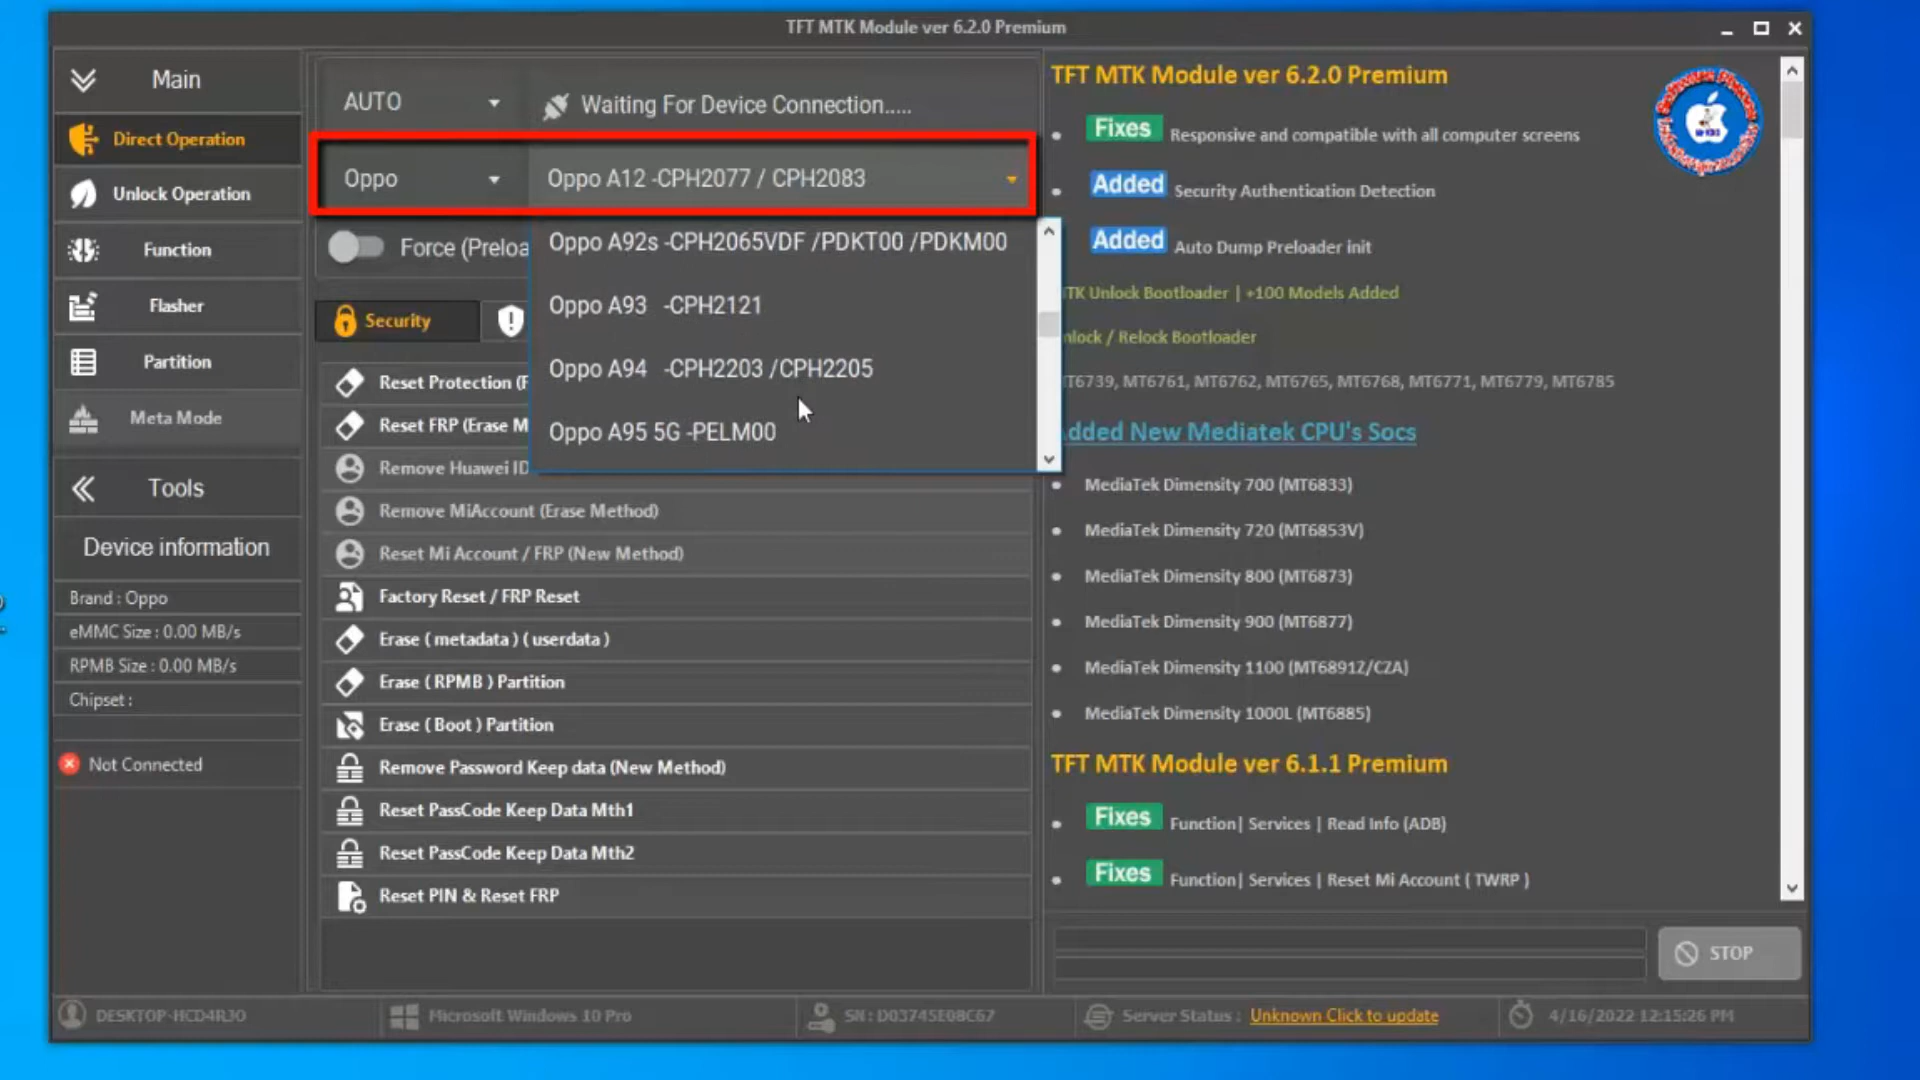 TFT MTK Module ver 6.2.0 Premium
Main
Direct Operation
Unlock Operation
Function
Flasher
Partition
Meta Mode
Tools
Device information
Brand : Oppo
eMMC Size : 0.00 MB/s
RPMB Size : 0.00 MB/s
Chipset :
Not Connected
AUTO
Waiting For Device Connection.....
Oppo
Oppo A12 -CPH2077 / CPH2083
Force (Preloa
Oppo A92s -CPH2065VDF /PDKT00 /PDKM00
Oppo A93 -CPH2121
Oppo A94 -CPH2203 /CPH2205
Oppo A95 5G -PELM00
Security
Reset Protection (F
Reset FRP (Erase M
Remove Huawei ID
Remove MiAccount (Erase Method)
Reset Mi Account / FRP (New Method)
Factory Reset / FRP Reset
Erase ( metadata ) ( userdata )
Erase ( RPMB ) Partition
Erase ( Boot ) Partition
Remove Password Keep data (New Method)
Reset PassCode Keep Data Mth1
Reset PassCode Keep Data Mth2
Reset PIN & Reset FRP
TFT MTK Module ver 6.2.0 Premium
Fixes Responsive and compatible with all computer screens
Added Security Authentication Detection
Added Auto Dump Preloader init
TK Unlock Bootloader | +100 Models Added
nlock / Relock Bootloader
T6739, MT6761, MT6762, MT6765, MT6768, MT6771, MT6779, MT6785
dded New Mediatek CPU's Socs
MediaTek Dimensity 700 (MT6833)
MediaTek Dimensity 720 (MT6853V)
MediaTek Dimensity 800 (MT6873)
MediaTek Dimensity 900 (MT6877)
MediaTek Dimensity 1100 (MT6891Z/CZA)
MediaTek Dimensity 1000L (MT6885)
TFT MTK Module ver 6.1.1 Premium
Fixes Function| Services | Read Info (ADB)
Fixes Function| Services | Reset Mi Account ( TWRP )
STOP
DESKTOP-HCD4RJO
Microsoft Windows 10 Pro
SN : D03745E08C67
Server Status : Unknown Click to update
4/16/2022 12:15:26 PM